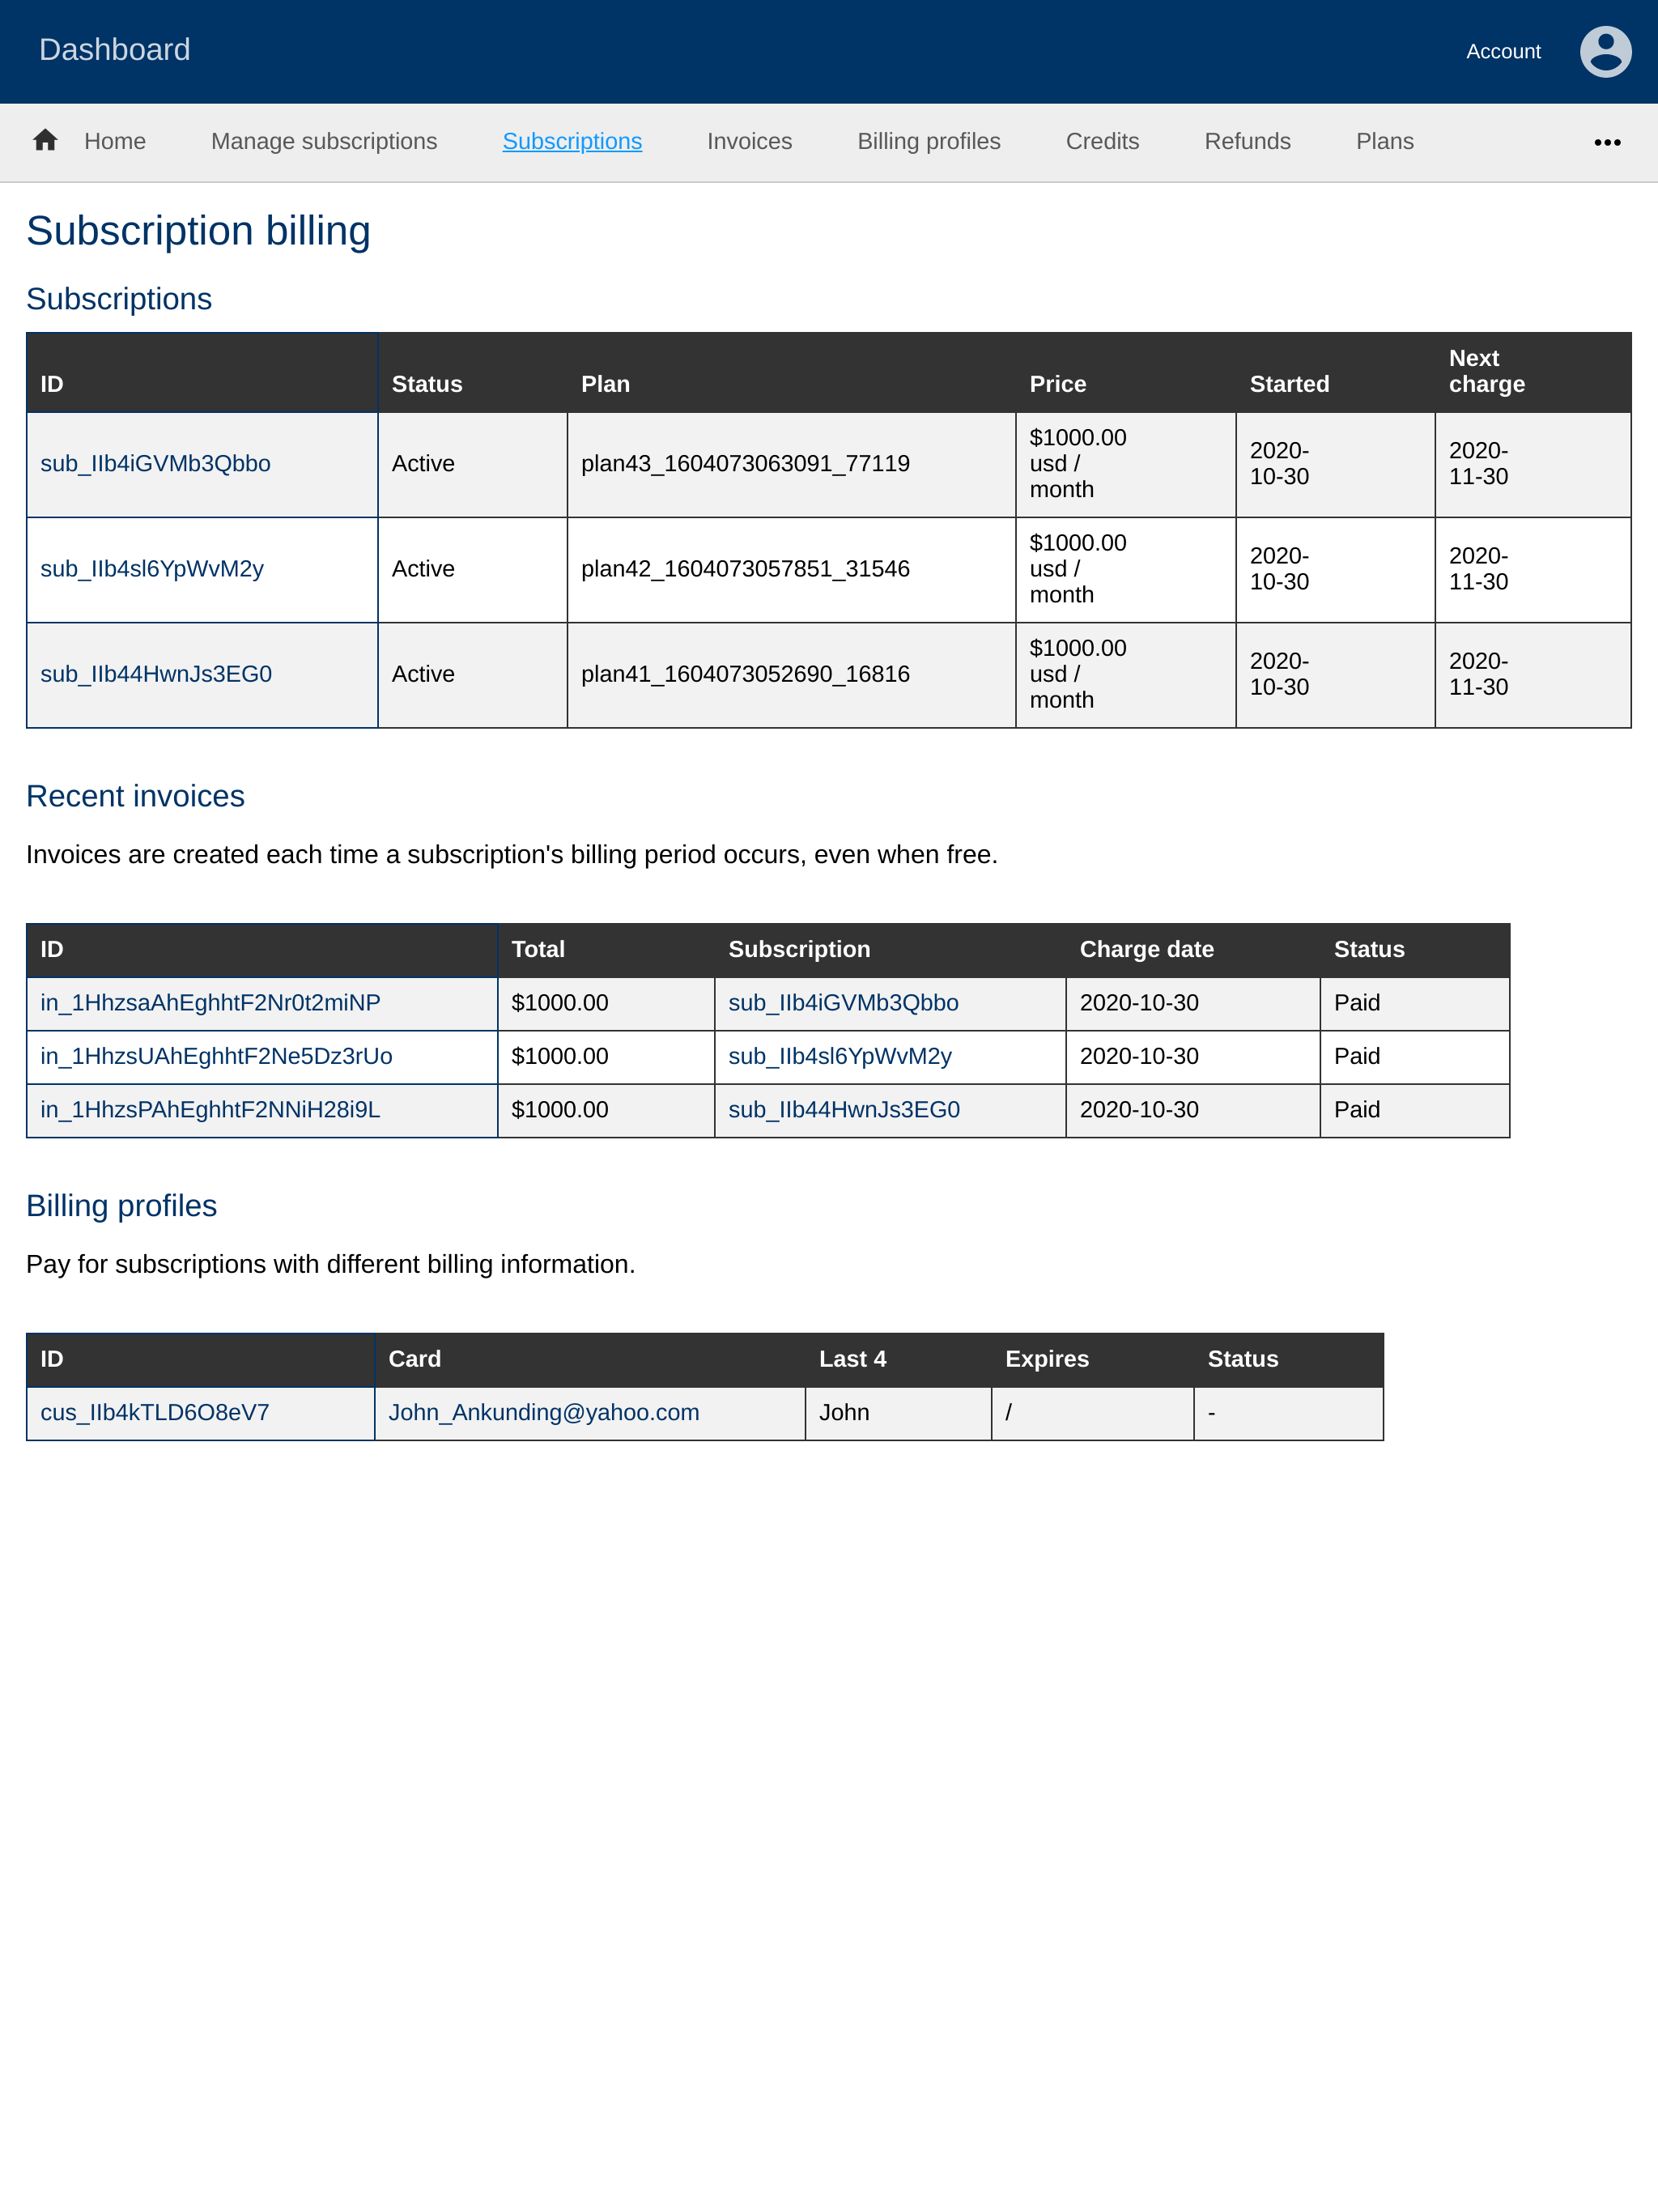 Dashboard
Account
Home Manage subscriptions Subscriptions Invoices Billing profiles Credits Refunds Plans
Subscription billing
Subscriptions
ID Status Plan Price Started Next charge
sub_IIb4iGVMb3Qbbo Active plan43_1604073063091_77119 $1000.00 usd / month 2020-10-30 2020-11-30
sub_IIb4sl6YpWvM2y Active plan42_1604073057851_31546 $1000.00 usd / month 2020-10-30 2020-11-30
sub_IIb44HwnJs3EG0 Active plan41_1604073052690_16816 $1000.00 usd / month 2020-10-30 2020-11-30
Recent invoices
Invoices are created each time a subscription's billing period occurs, even when free.
ID Total Subscription Charge date Status
in_1HhzsaAhEghhtF2Nr0t2miNP $1000.00 sub_IIb4iGVMb3Qbbo 2020-10-30 Paid
in_1HhzsUAhEghhtF2Ne5Dz3rUo $1000.00 sub_IIb4sl6YpWvM2y 2020-10-30 Paid
in_1HhzsPAhEghhtF2NNiH28i9L $1000.00 sub_IIb44HwnJs3EG0 2020-10-30 Paid
Billing profiles
Pay for subscriptions with different billing information.
ID Card Last 4 Expires Status
cus_IIb4kTLD6O8eV7 John_Ankunding@yahoo.com John / -